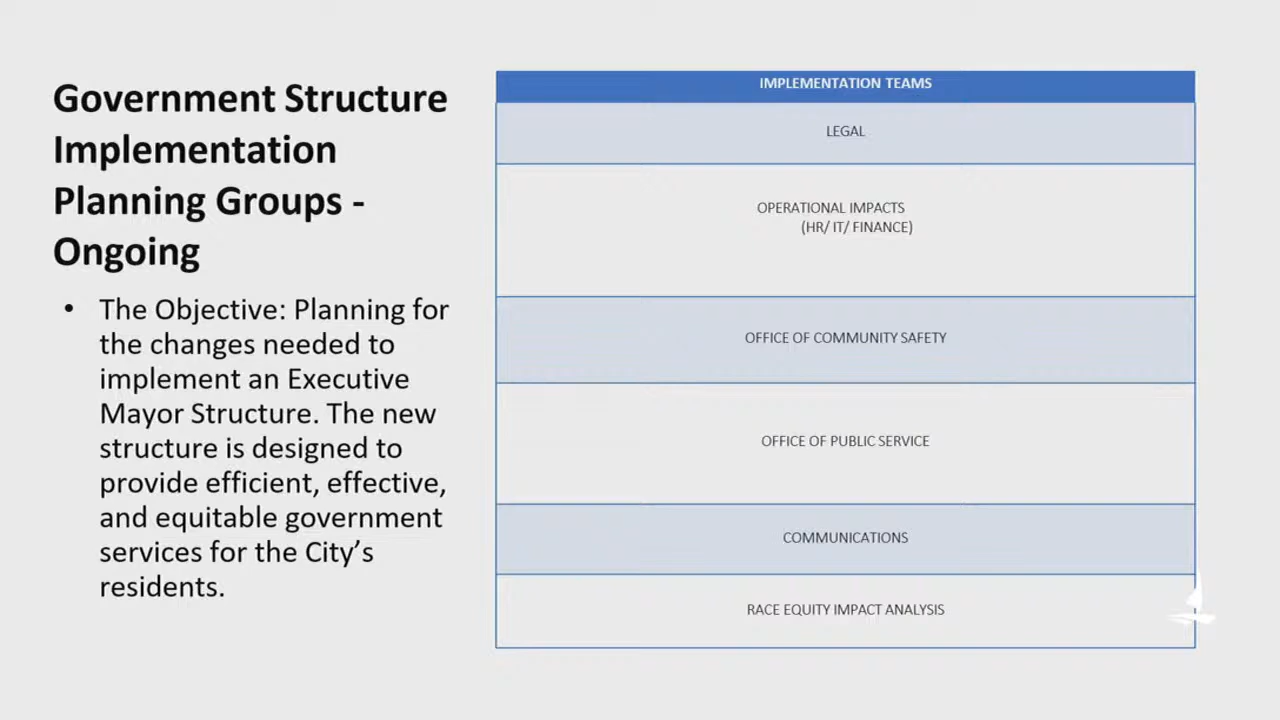 Government Structure
Implementation
Planning Groups -
Ongoing
• The Objective: Planning for
the changes needed to
implement an Executive
Mayor Structure. The new
structure is designed to
provide efficient, effective,
and equitable government
services for the City’s
residents.
IMPLEMENTATION TEAMS
LEGAL
OPERATIONAL IMPACTS
(HR/ IT/ FINANCE)
OFFICE OF COMMUNITY SAFETY
OFFICE OF PUBLIC SERVICE
COMMUNICATIONS
RACE EQUITY IMPACT ANALYSIS